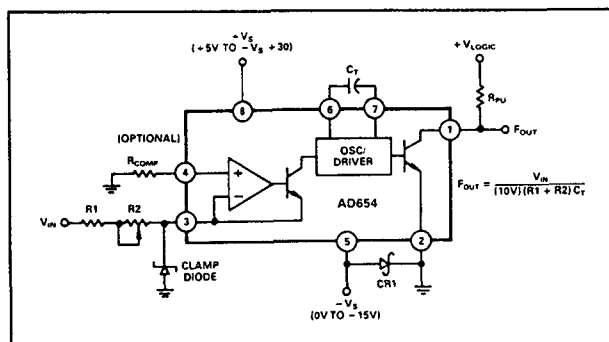 –VS
(+5V TO –VS +30)
+VLOGIC
CT
RPU
8
6
7
1
FOUT
(OPTIONAL)
RCOMP
4
OSC/
DRIVER
FOUT = VIN
(10V) (R1 + R2) CT
AD654
VIN
R1
R2
3
CLAMP
DIODE
5
2
CR1
–VS
(0V TO –15V)